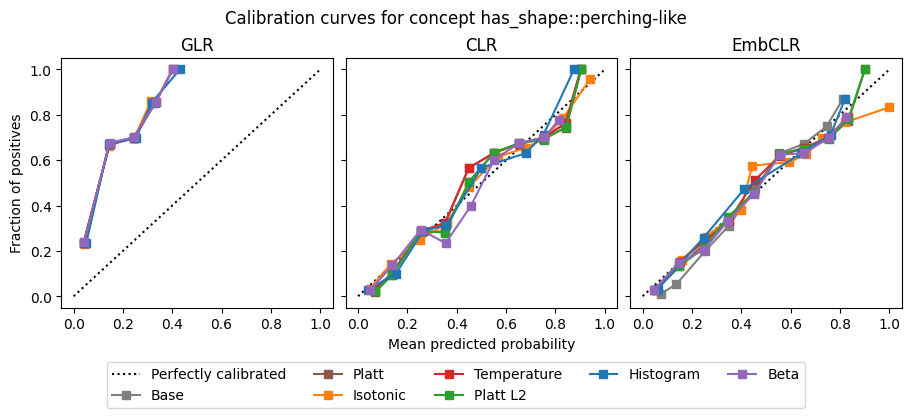 Calibration curves for concept has_shape::perching-like
GLR
CLR
EmbCLR
Fraction of positives
1.0
0.8
0.6
0.4
0.2
0.0
0.0 0.2 0.4 0.6 0.8 1.0
0.0 0.2 0.4 0.6 0.8 1.0
0.0 0.2 0.4 0.6 0.8 1.0
Mean predicted probability
Perfectly calibrated
Base
Platt
Isotonic
Temperature
Platt L2
Histogram
Beta